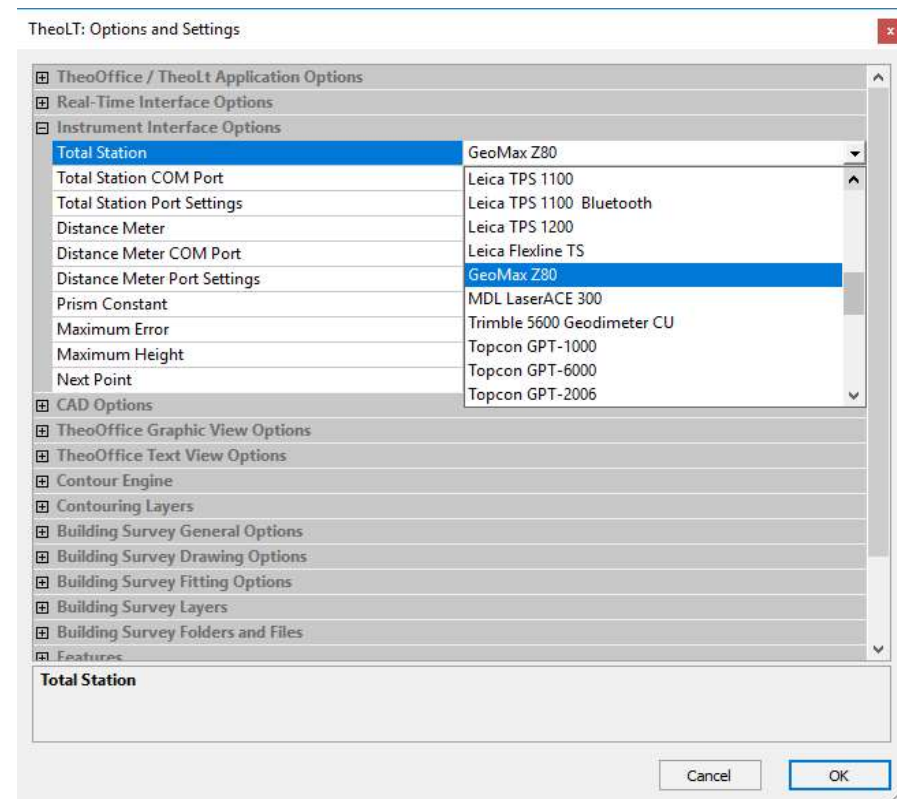 TheoLT: Options and Settings
x
TheoOffice / TheoLt Application Options
Real-Time Interface Options
Instrument Interface Options
Total Station GeoMax Z80
Total Station COM Port Leica TPS 1100
Total Station Port Settings Leica TPS 1100 Bluetooth
Distance Meter Leica TPS 1200
Distance Meter COM Port Leica Flexline TS
Distance Meter Port Settings GeoMax Z80
Prism Constant MDL LaserACE 300
Maximum Error Trimble 5600 Geodimeter CU
Maximum Height Topcon GPT-1000
Next Point Topcon GPT-6000
Topcon GPT-2006
CAD Options
TheoOffice Graphic View Options
TheoOffice Text View Options
Contour Engine
Contouring Layers
Building Survey General Options
Building Survey Drawing Options
Building Survey Fitting Options
Building Survey Layers
Building Survey Folders and Files
Features
Total Station
Cancel OK